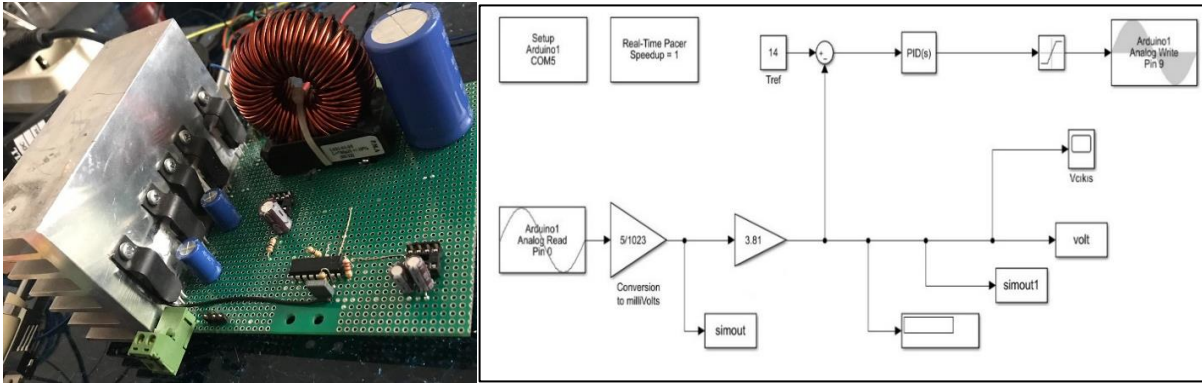 Setup
Arduino1
COM5
Real-Time Pacer
Speedup = 1
14
Tref
+
-
PID(s)
Arduino1
Analog Write
Pin 9
Vcıkıs
Arduino1
Analog Read
Pin 0
5/1023
Conversion
to milliVolts
3.81
volt
simout1
simout